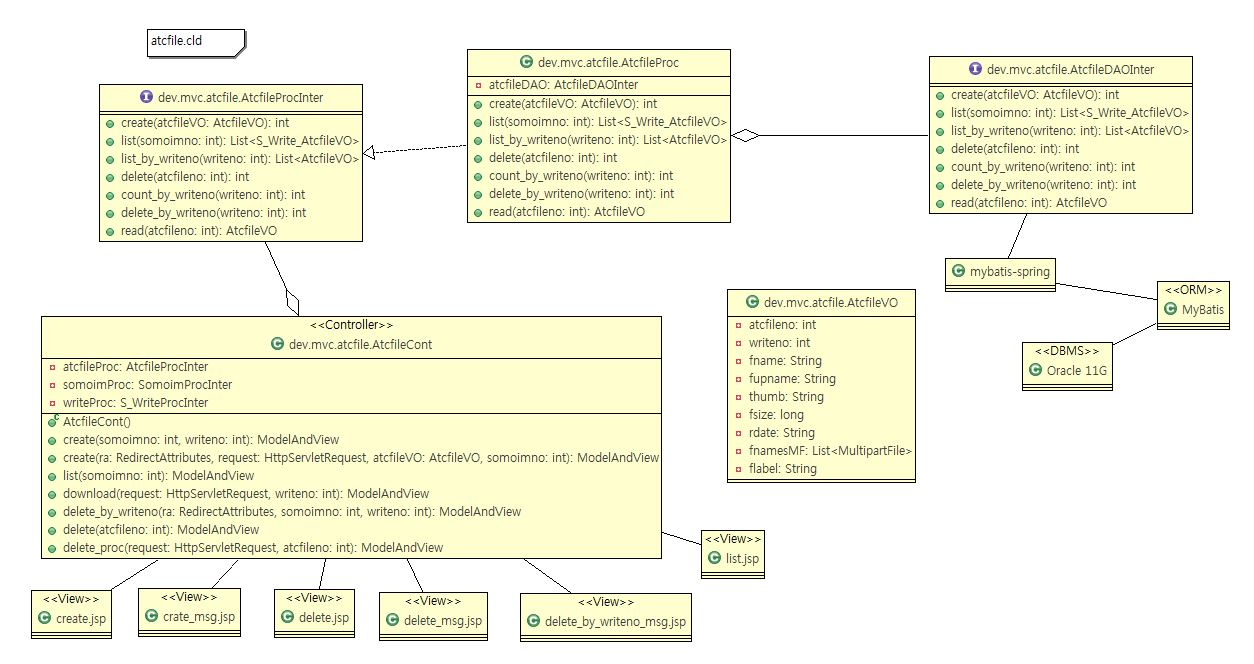 atcfile.cld
dev.mvc.atcfile.AtcfileProcInter
create(atcfileVO: AtcfileVO): int
list(somoimno: int): List<S_Write_AtcfileVO>
list_by_writeno(writeno: int): List<AtcfileVO>
delete(atcfileno: int): int
count_by_writeno(writeno: int): int
delete_by_writeno(writeno: int): int
read(atcfileno: int): AtcfileVO
dev.mvc.atcfile.AtcfileProc
atcfileDAO: AtcfileDAOInter
create(atcfileVO: AtcfileVO): int
list(somoimno: int): List<S_Write_AtcfileVO>
list_by_writeno(writeno: int): List<AtcfileVO>
delete(atcfileno: int): int
count_by_writeno(writeno: int): int
delete_by_writeno(writeno: int): int
read(atcfileno: int): AtcfileVO
dev.mvc.atcfile.AtcfileDAOInter
create(atcfileVO: AtcfileVO): int
list(somoimno: int): List<S_Write_AtcfileVO>
list_by_writeno(writeno: int): List<AtcfileVO>
delete(atcfileno: int): int
count_by_writeno(writeno: int): int
delete_by_writeno(writeno: int): int
read(atcfileno: int): AtcfileVO
mybatis-spring
<<ORM>>
MyBatis
<<DBMS>>
Oracle 11G
dev.mvc.atcfile.AtcfileVO
atcfileno: int
writeno: int
fname: String
fupname: String
thumb: String
fsize: long
rdate: String
fnamesMF: List<MultipartFile>
flabel: String
<<Controller>>
dev.mvc.atcfile.AtcfileCont
atcfileProc: AtcfileProcInter
somoimProc: SomoimProcInter
writeProc: S_WriteProcInter
AtcfileCont()
create(somoimno: int, writeno: int): ModelAndView
create(ra: RedirectAttributes, request: HttpServletRequest, atcfileVO: AtcfileVO, somoimno: int): ModelAndView
list(somoimno: int): ModelAndView
download(request: HttpServletRequest, writeno: int): ModelAndView
delete_by_writeno(ra: RedirectAttributes, somoimno: int, writeno: int): ModelAndView
delete(atcfileno: int): ModelAndView
delete_proc(request: HttpServletRequest, atcfileno: int): ModelAndView
<<View>>
list.jsp
<<View>>
create.jsp
<<View>>
crate_msg.jsp
<<View>>
delete.jsp
<<View>>
delete_msg.jsp
<<View>>
delete_by_writeno_msg.jsp